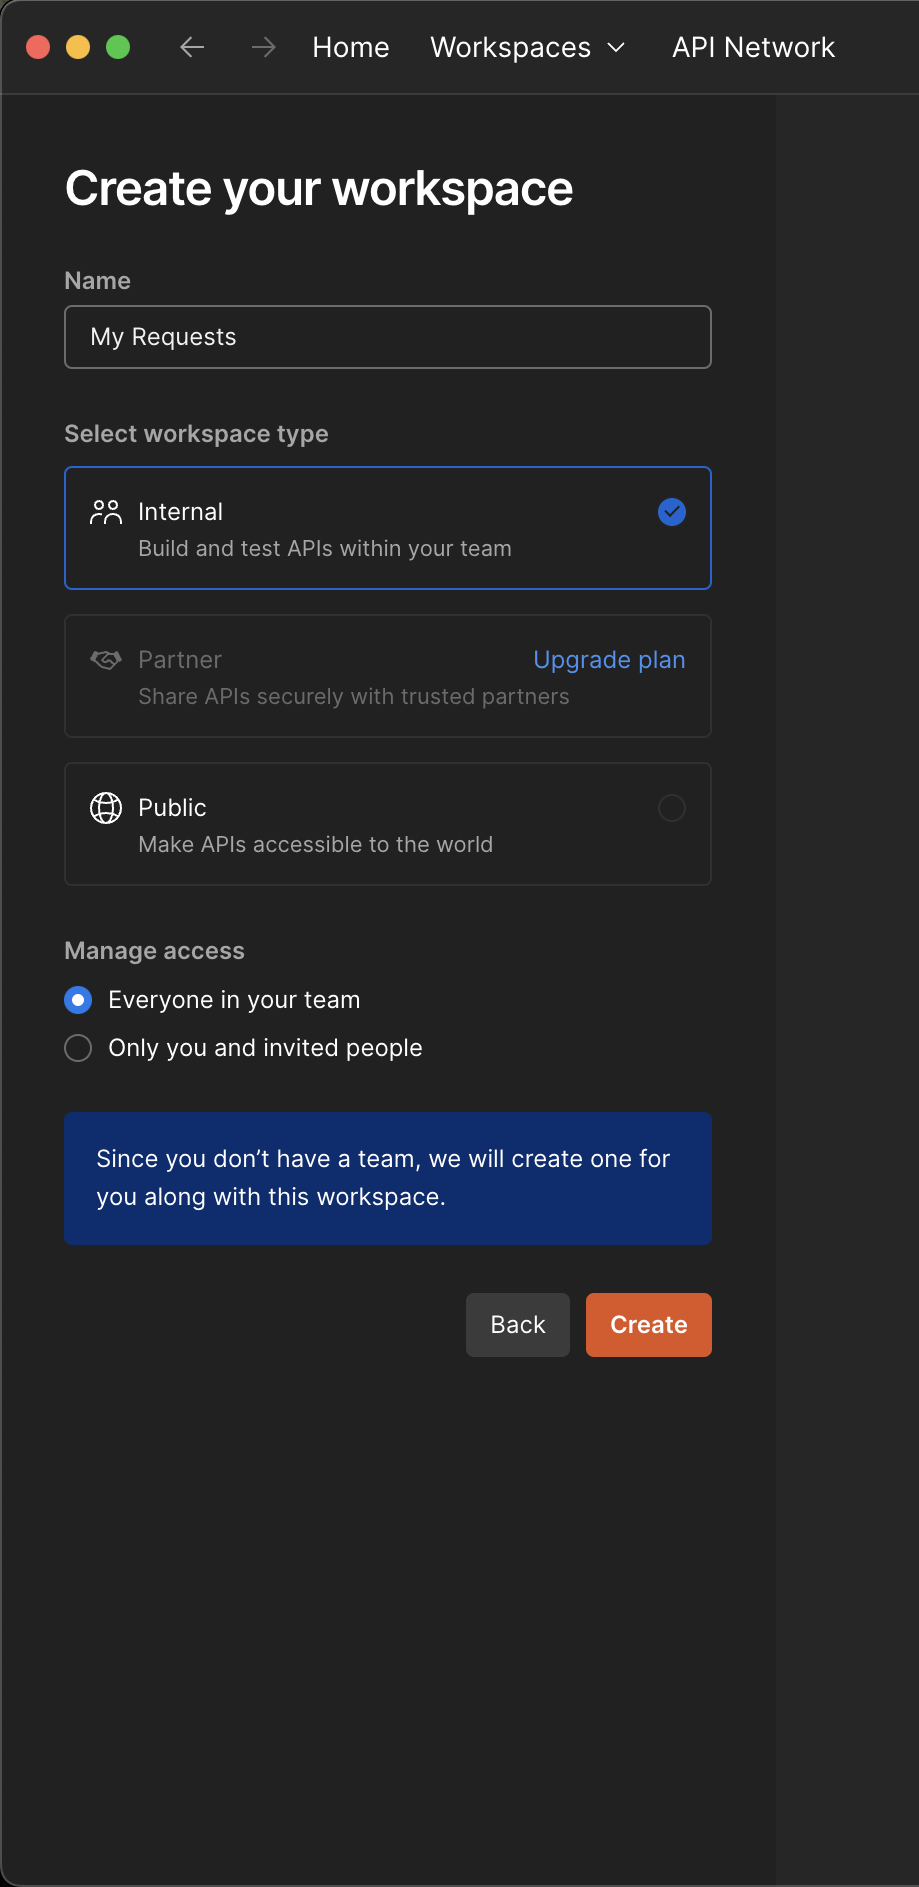 Home Workspaces API Network
Create your workspace
Name
My Requests
Select workspace type
Internal
Build and test APIs within your team
Partner Upgrade plan
Share APIs securely with trusted partners
Public
Make APIs accessible to the world
Manage access
Everyone in your team
Only you and invited people
Since you don’t have a team, we will create one for
you along with this workspace.
Back Create